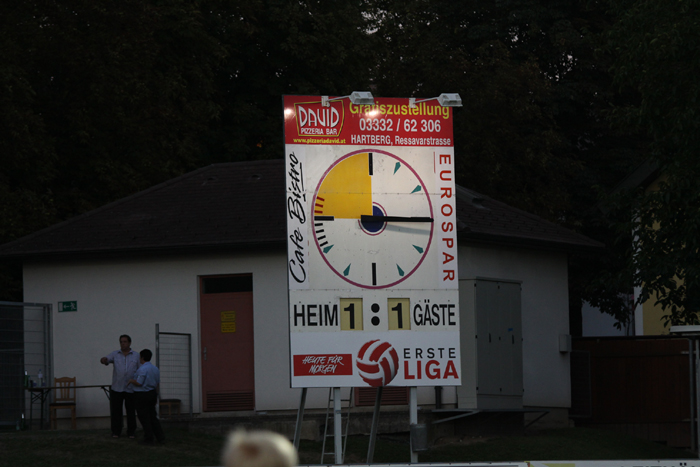 DAVID
PIZZERIA BAR
www.pizzeriadavid.at
Gratiszustellung
03332 / 62 306
HARTBERG, Ressavarstrasse
Cafe Bistro
EUROSPAR
HEIM 1 : 1 GÄSTE
HEUTE FÜR
MORGEN
ERSTE
LIGA